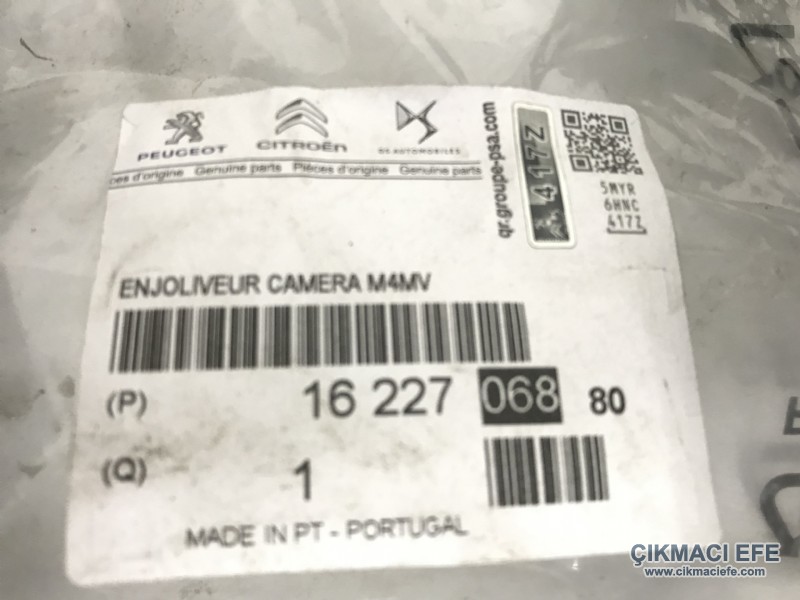 PEUGEOT CITROËN DS AUTOMOBILES
ces d'origine Genuine parts Pièces d'origine Genuine parts
qr.groupe-psa.com
417Z
5MYR
6HNC
417Z
ENJOLIVEUR CAMERA M4MV
(P) 16 227 068 80
(Q) 1
MADE IN PT - PORTUGAL
ÇIKMACI EFE
www.cikmaciefe.com